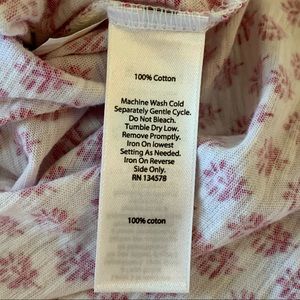 100% Cotton
Machine Wash Cold
Separately Gentle Cycle.
Do Not Bleach.
Tumble Dry Low.
Remove Promptly.
Iron On lowest
Setting As Needed.
Iron On Reverse
Side Only.
RN 134578
100% coton